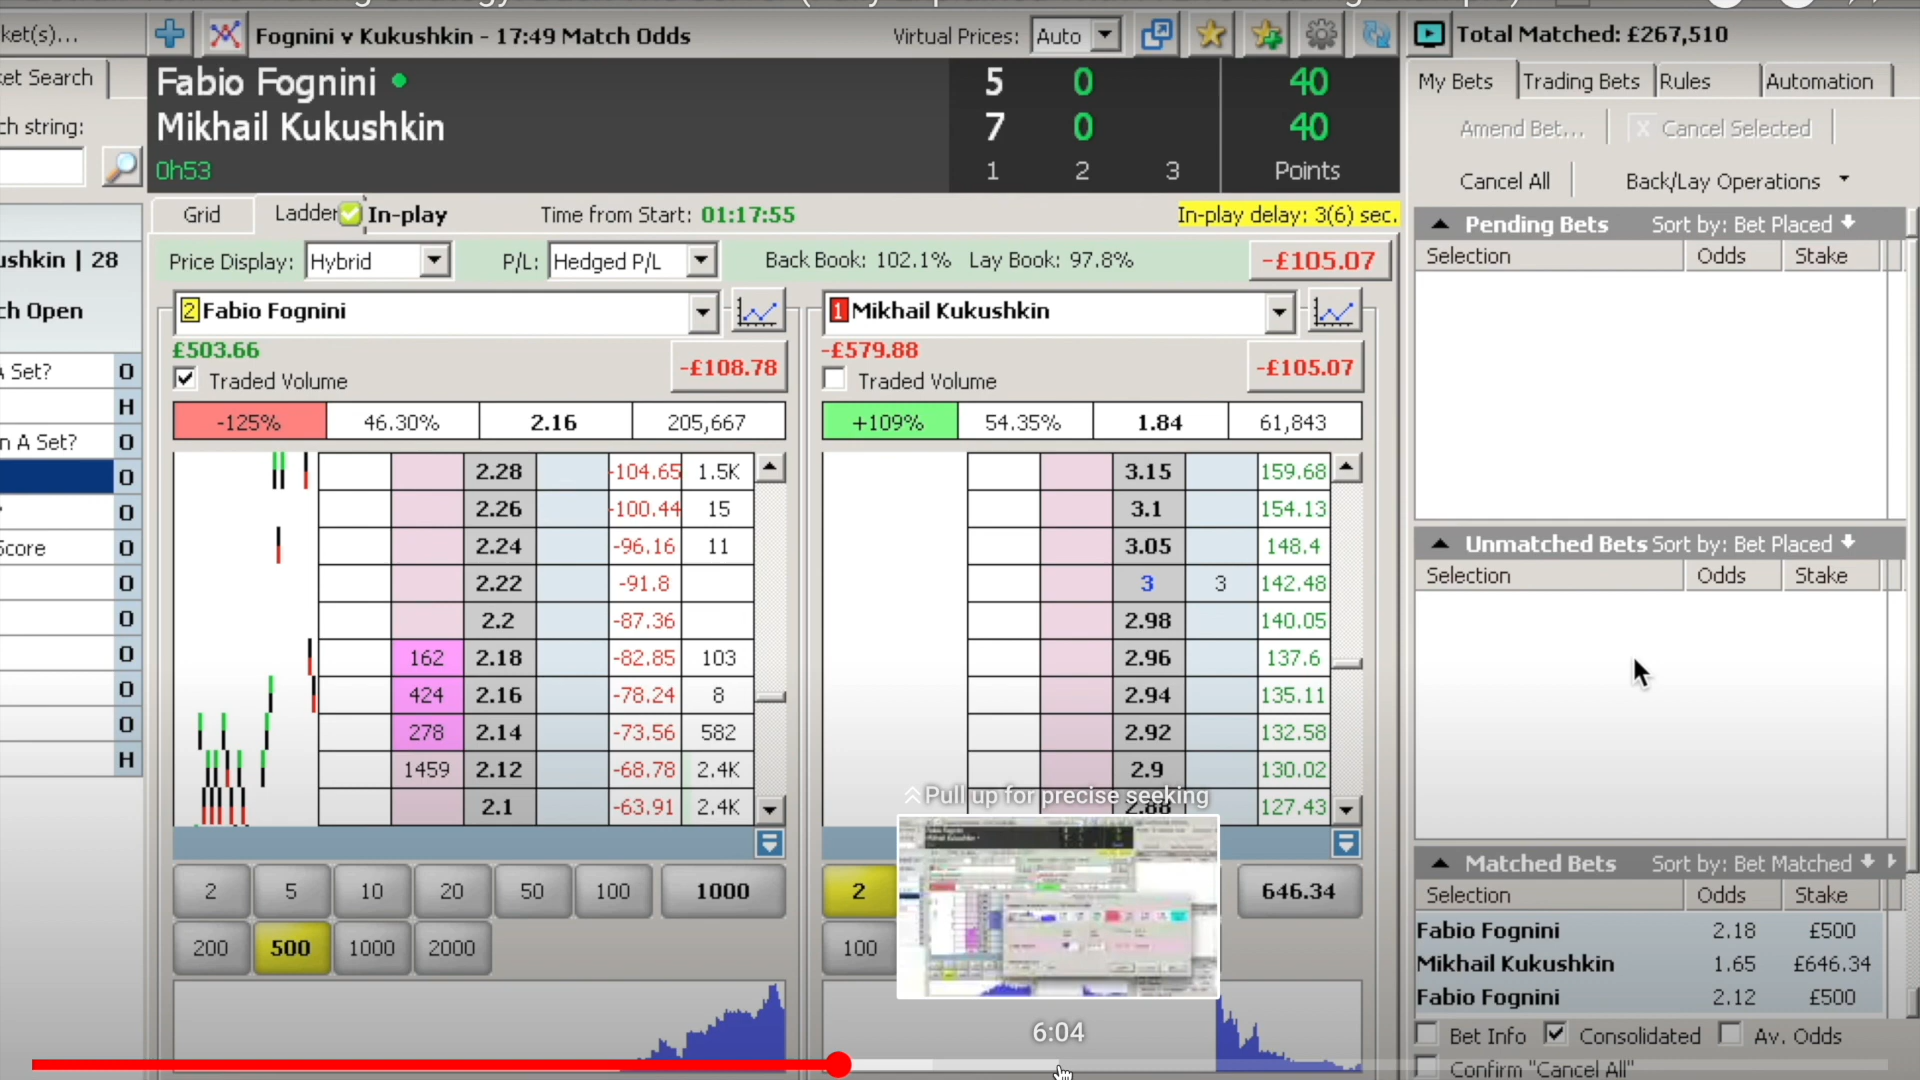 ket(s)...
Fognini v Kukushkin - 17:49 Match Odds
Virtual Prices:
Auto
Total Matched: £267,510
ket Search
ch string:
ushkin | 28
ch Open
A Set? O
H
n A Set? O
O
O
Score O
O
O
O
O
O
O
H
Fabio Fognini 5 0 40
Mikhail Kukushkin 7 0 40
0h53 1 2 3 Points
Grid Ladder In-play Time from Start: 01:17:55 In-play delay: 3(6) sec.
Price Display: Hybrid P/L: Hedged P/L Back Book: 102.1% Lay Book: 97.8% -£105.07
2 Fabio Fognini
£503.66
Traded Volume
-£108.78
-125% 46.30% 2.16 205,667
2.28 -104.65 1.5K
2.26 -100.44 15
2.24 -96.16 11
2.22 -91.8
2.2 -87.36
162 2.18 -82.85 103
424 2.16 -78.24 8
278 2.14 -73.56 582
1459 2.12 -68.78 2.4K
2.1 -63.91 2.4K
2 5 10 20 50 100 1000
200 500 1000 2000
1 Mikhail Kukushkin
-£579.88
Traded Volume
-£105.07
+109% 54.35% 1.84 61,843
3.15 159.68
3.1 154.13
3.05 148.4
3 3 142.48
2.98 140.05
2.96 137.6
2.94 135.11
2.92 132.58
2.9 130.02
2.88 127.43
Pull up for precise seeking
2 646.34
100
6:04
My Bets Trading Bets Rules Automation
Amend Bet... X Cancel Selected
Cancel All Back/Lay Operations
Pending Bets Sort by: Bet Placed
Selection Odds Stake
Unmatched Bets Sort by: Bet Placed
Selection Odds Stake
Matched Bets Sort by: Bet Matched
Selection Odds Stake
Fabio Fognini 2.18 £500
Mikhail Kukushkin 1.65 £646.34
Fabio Fognini 2.12 £500
Bet Info Consolidated Av. Odds
Confirm "Cancel All"